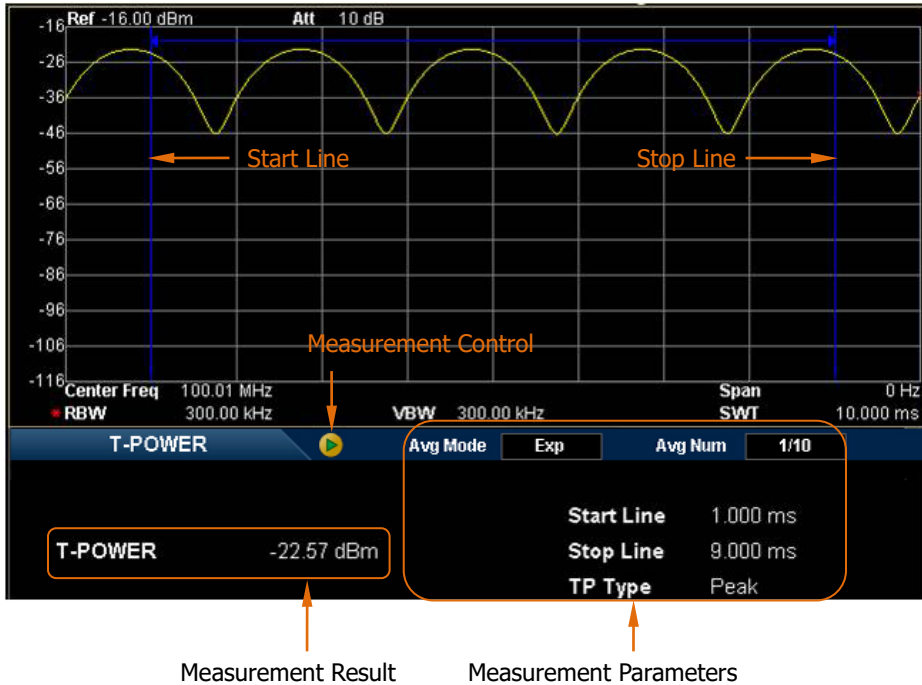 Ref -16.00 dBm Att 10 dB
-16
-26
-36
-46
Start Line Stop Line
-56
-66
-76
-86
-96
-106
Measurement Control
-116
Center Freq 100.01 MHz Span 0 Hz
* RBW 300.00 kHz VBW 300.00 kHz SWT 10.000 ms
T-POWER Avg Mode Exp Avg Num 1/10
Start Line 1.000 ms
T-POWER -22.57 dBm Stop Line 9.000 ms
TP Type Peak
Measurement Result Measurement Parameters